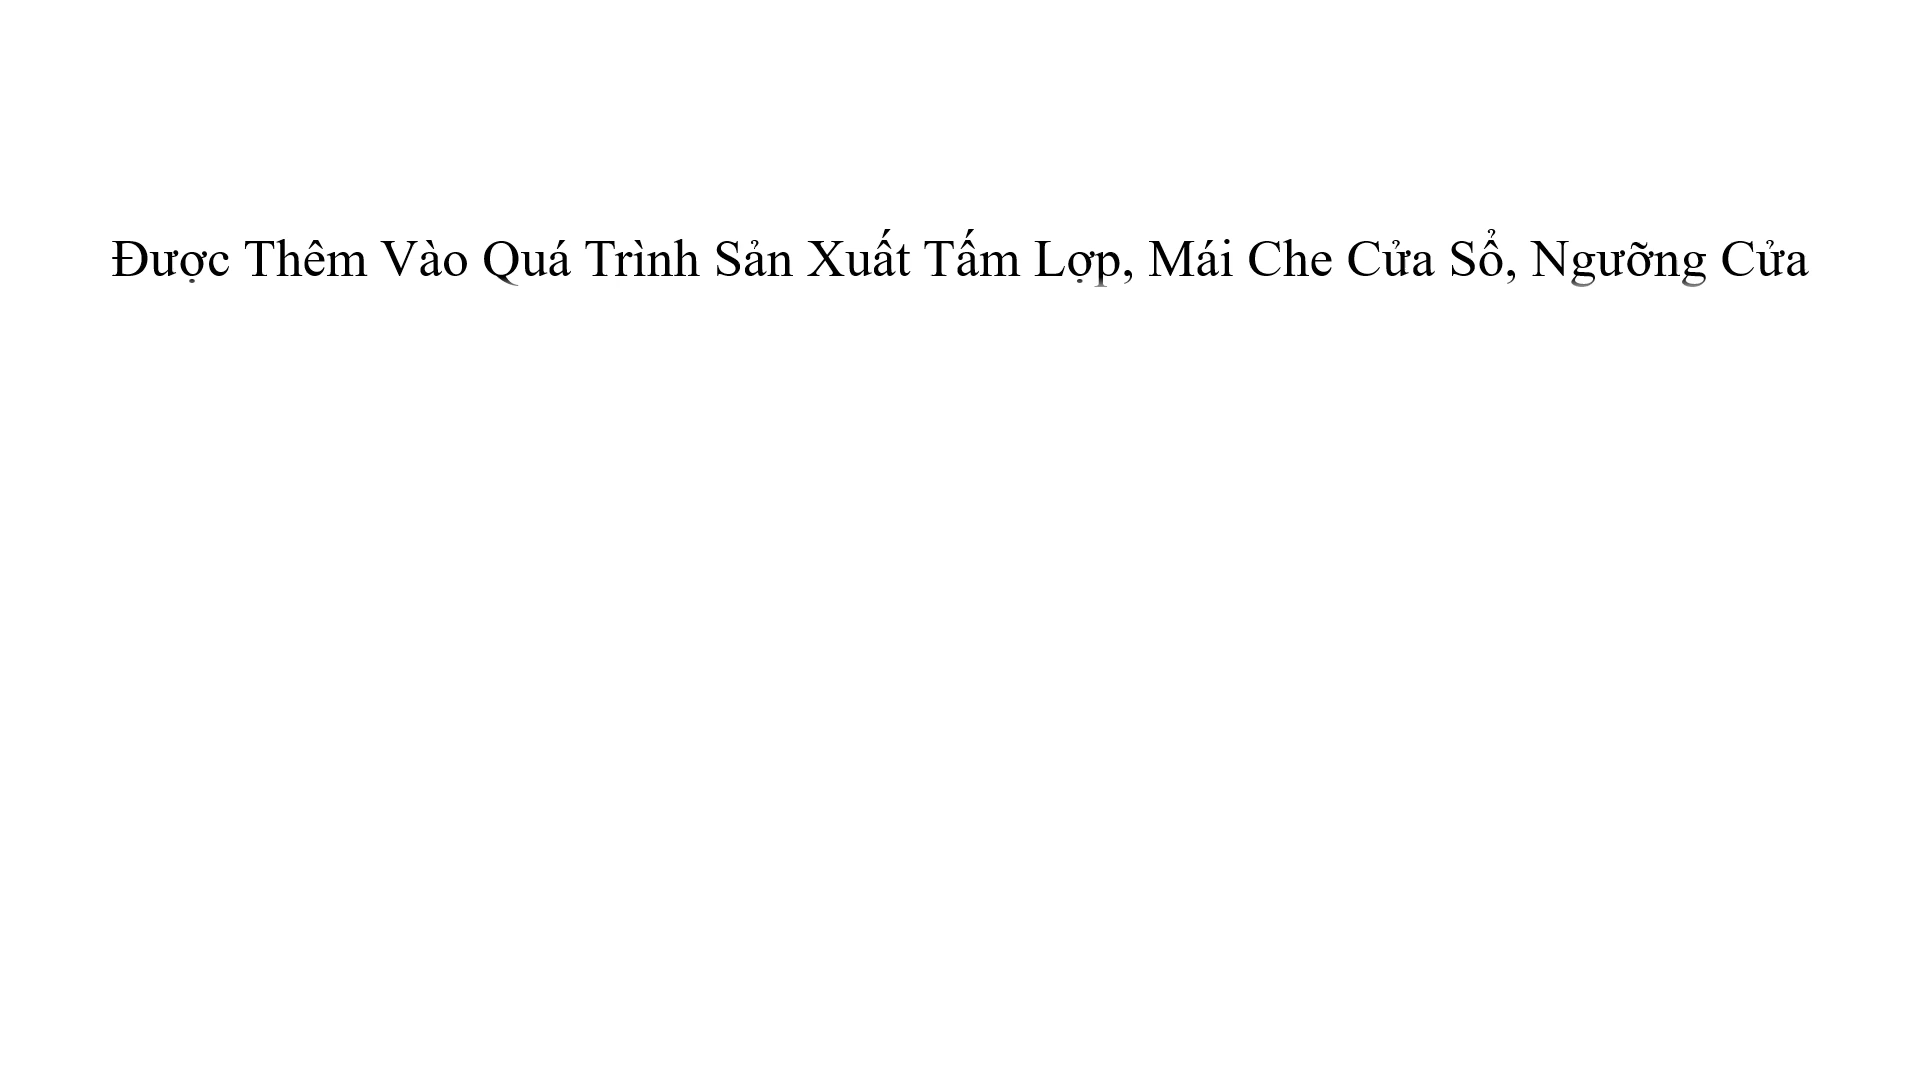 Được Thêm Vào Quá Trình Sản Xuất Tấm Lợp, Mái Che Cửa Sổ, Ngưỡng Cửa